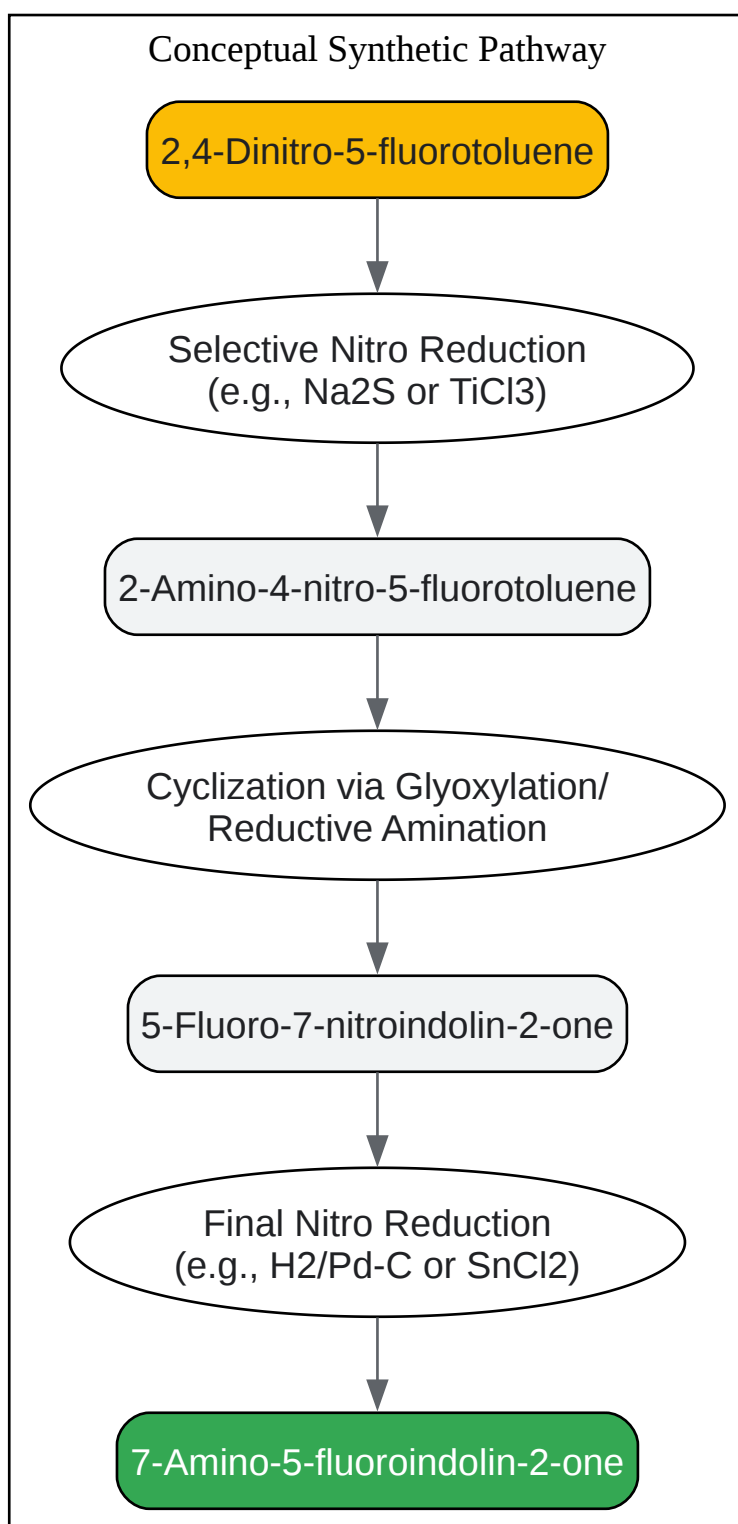 Conceptual Synthetic Pathway
2,4-Dinitro-5-fluorotoluene
Selective Nitro Reduction
(e.g., Na2S or TiCl3)
2-Amino-4-nitro-5-fluorotoluene
Cyclization via Glyoxylation/
Reductive Amination
5-Fluoro-7-nitroindolin-2-one
Final Nitro Reduction
(e.g., H2/Pd-C or SnCl2)
7-Amino-5-fluoroindolin-2-one